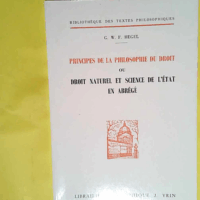 BIBLIOTHÈQUE DES TEXTES PHILOSOPHIQUES
G. W. F. HEGEL
PRINCIPES DE LA PHILOSOPHIE DU DROIT
OU
DROIT NATUREL ET SCIENCE DE L'ÉTAT
EN ABRÉGÉ
J. VRIN